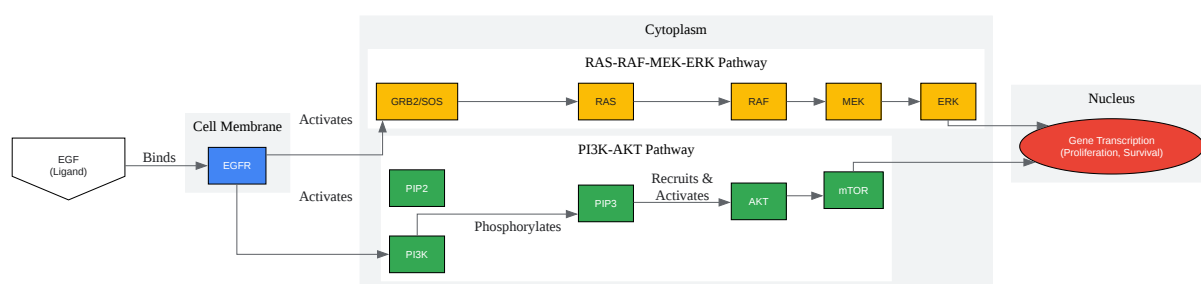 Cytoplasm
RAS-RAF-MEK-ERK Pathway
GRB2/SOS
RAS
RAF
MEK
ERK
Nucleus
Gene Transcription
(Proliferation, Survival)
Cell Membrane
EGFR
EGF
(Ligand)
Binds
Activates
Activates
PI3K-AKT Pathway
PIP2
PI3K
Phosphorylates
PIP3
Recruits &
Activates
AKT
mTOR